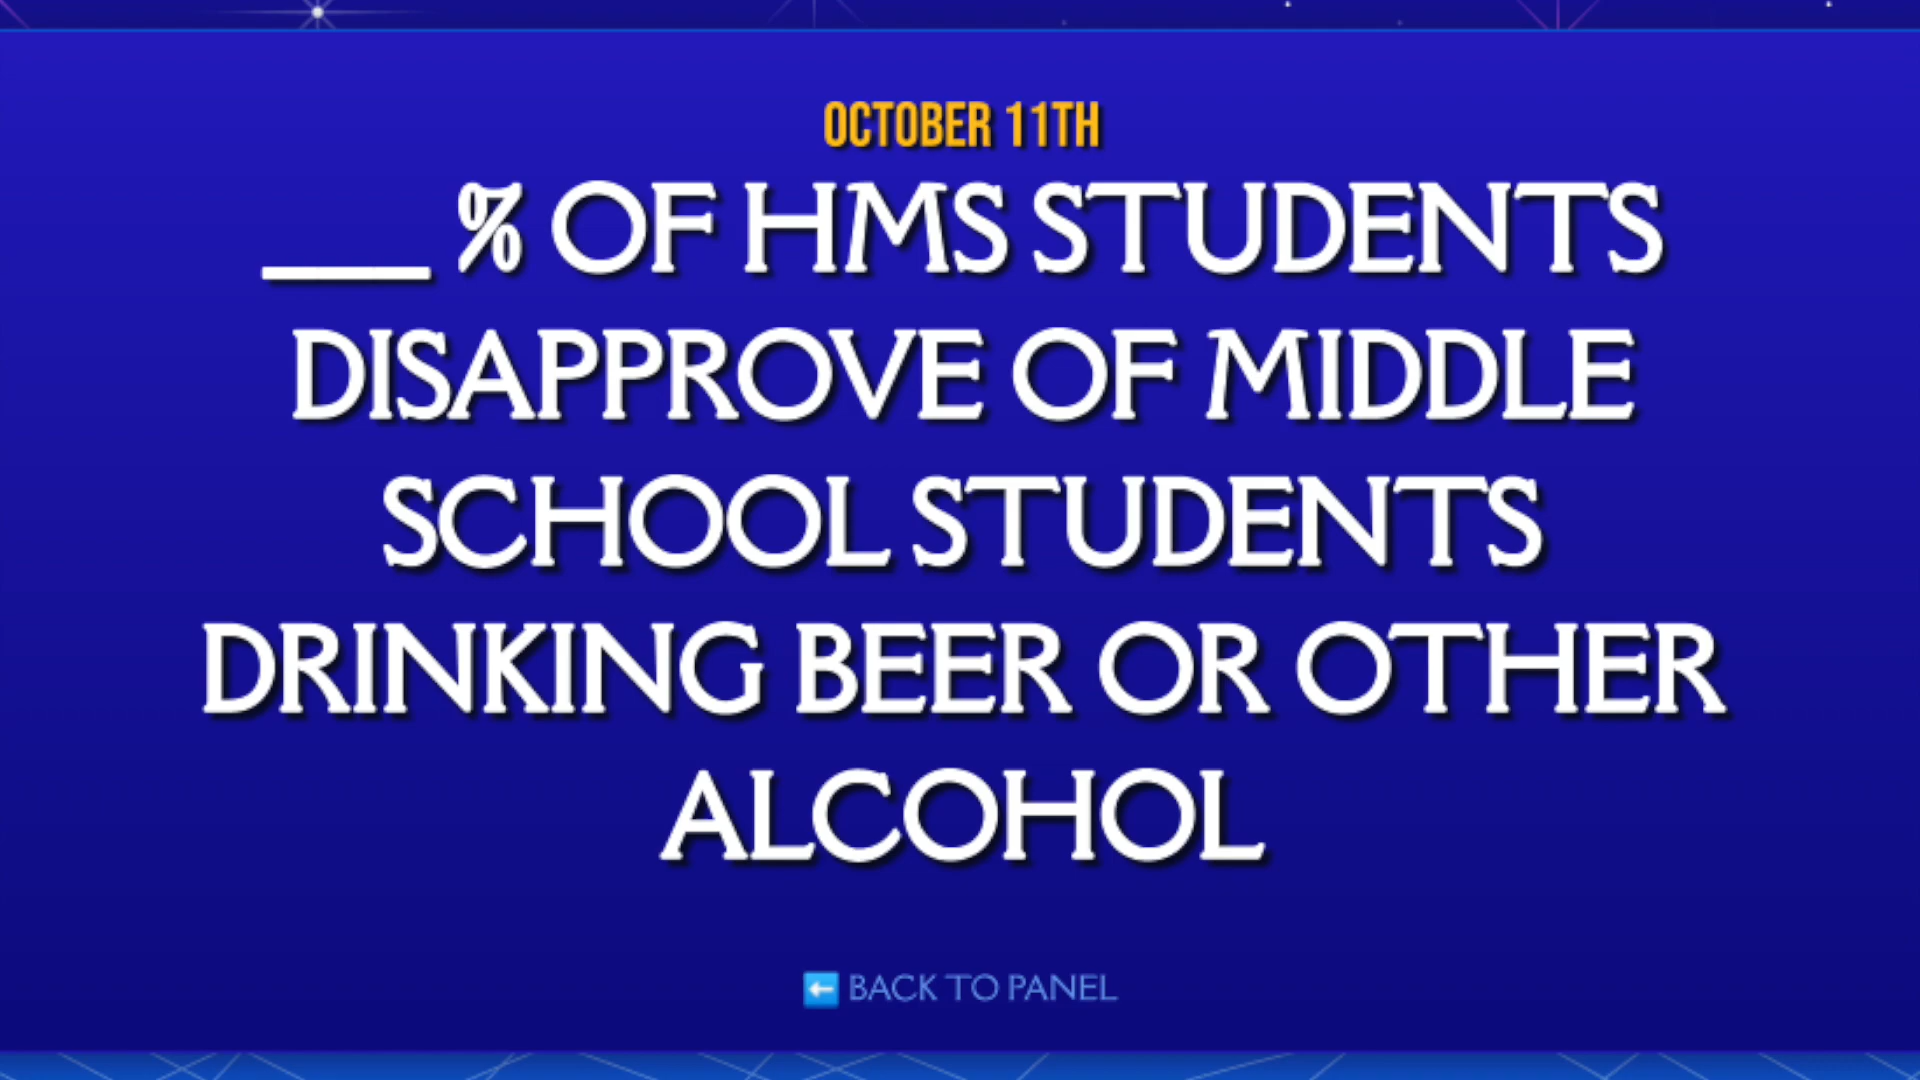 OCTOBER 11TH
___ % OF HMS STUDENTS
DISAPPROVE OF MIDDLE
SCHOOL STUDENTS
DRINKING BEER OR OTHER
ALCOHOL
BACK TO PANEL